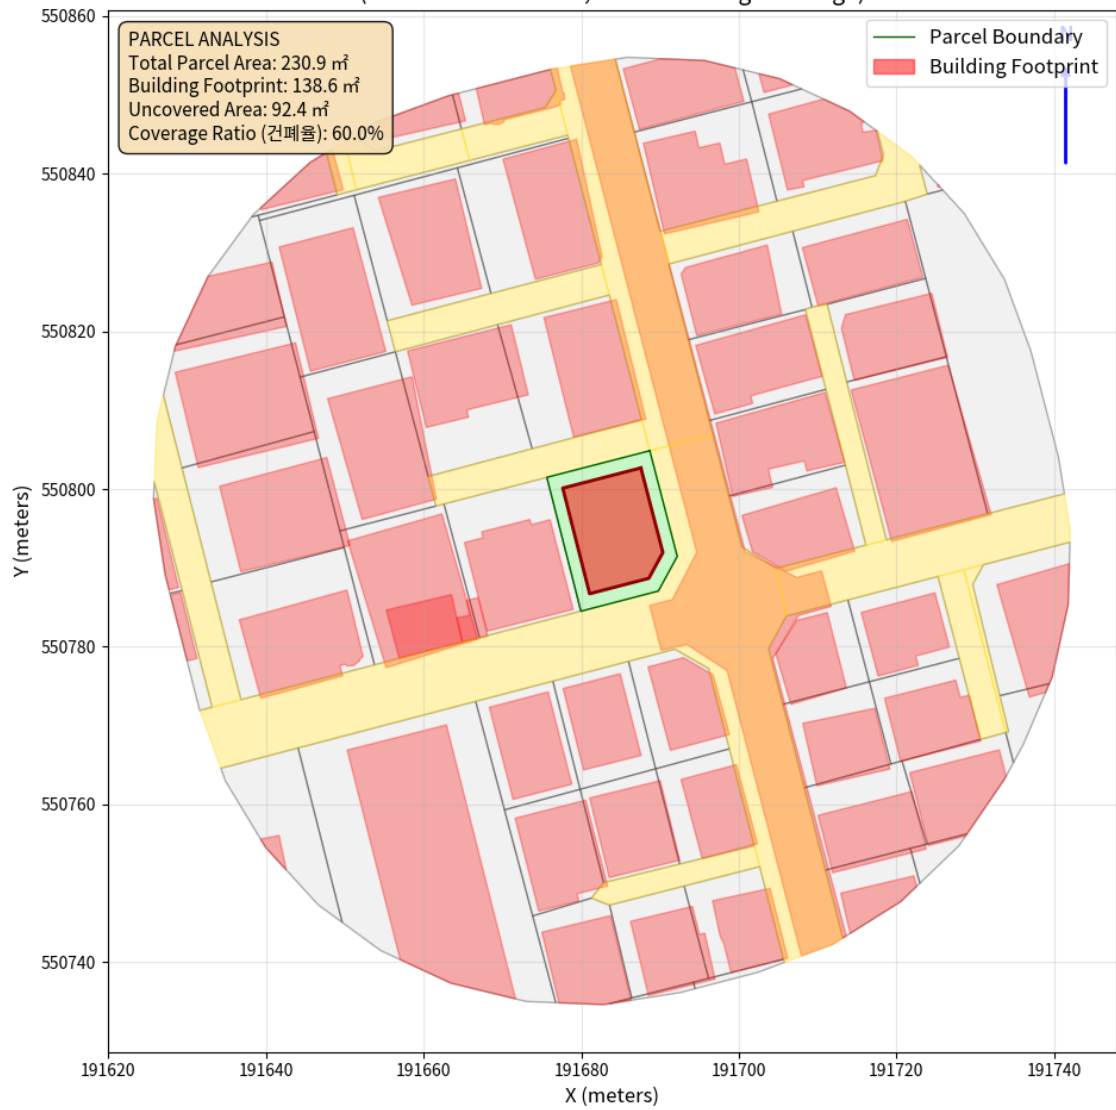 PARCEL ANALYSIS
Total Parcel Area: 230.9 ㎡
Building Footprint: 138.6 ㎡
Uncovered Area: 92.4 ㎡
Coverage Ratio (건폐율): 60.0%
Parcel Boundary
Building Footprint
N
550860
550840
550820
550800
550780
550760
550740
Y (meters)
191620
191640
191660
191680
191700
191720
191740
X (meters)